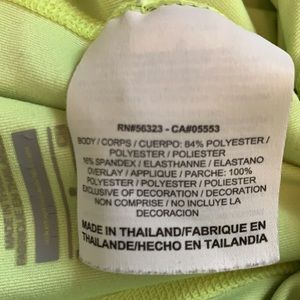 RN#56323 - CA#05553
BODY / CORPS / CUERPO: 84% POLYESTER /
POLYESTER / POLIESTER
16% SPANDEX / ELASTHANNE / ELASTANO
OVERLAY / APPLIQUE / PARCHE: 100%
POLYESTER / POLYESTER / POLIESTER
EXCLUSIVE OF DECORATION / DECORATION
NON COMPRISE / NO INCLUYE LA
DECORACION
MADE IN THAILAND/FABRIQUE EN
THAILANDE/HECHO EN TAILANDIA